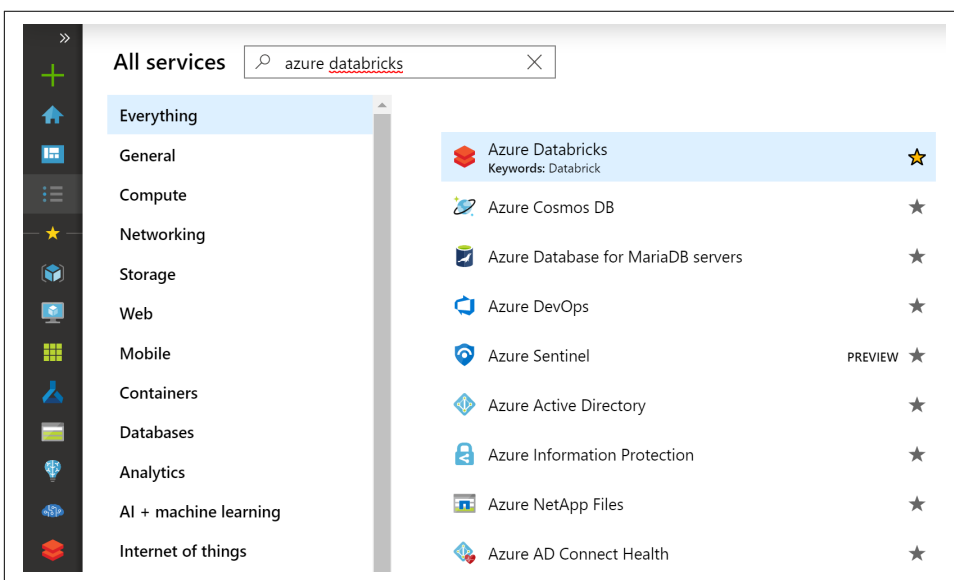 All services
azure databricks
Everything
General
Compute
Networking
Storage
Web
Mobile
Containers
Databases
Analytics
AI + machine learning
Internet of things
Azure Databricks
Keywords: Databrick
Azure Cosmos DB
Azure Database for MariaDB servers
Azure DevOps
Azure Sentinel
PREVIEW
Azure Active Directory
Azure Information Protection
Azure NetApp Files
Azure AD Connect Health